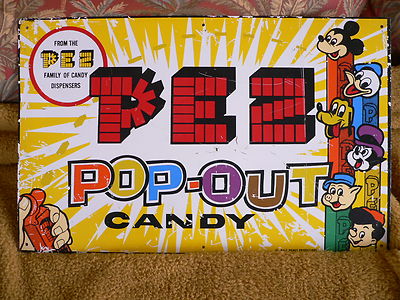 FROM THE
PEZ
FAMILY OF CANDY
DISPENSERS
PEZ
POP-OUT
CANDY